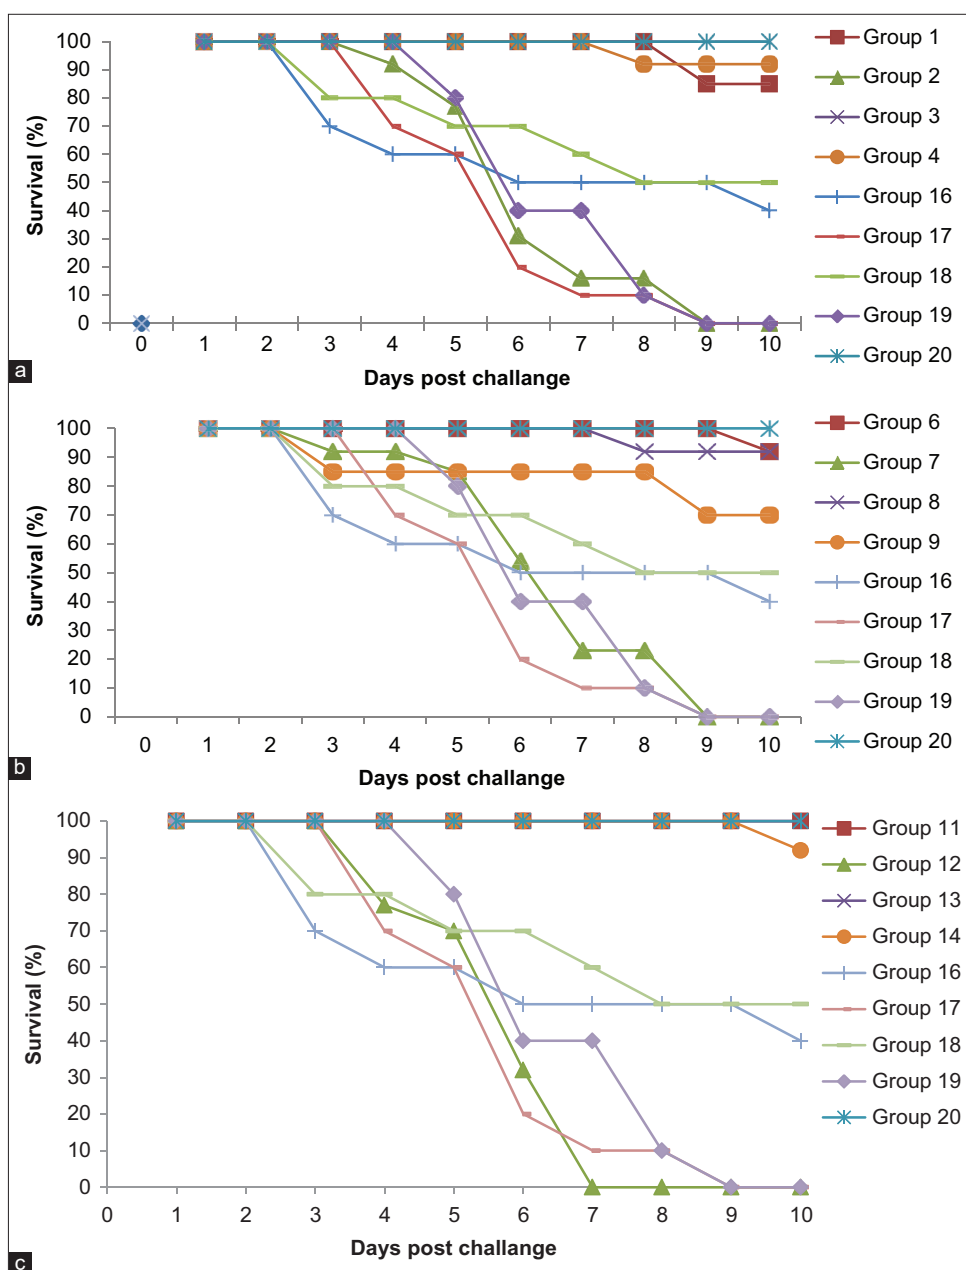 100
90
80
70
60
50
40
30
20
10
0
Survival (%)
0 1 2 3 4 5 6 7 8 9 10
Days post challange
a
Group 1
Group 2
Group 3
Group 4
Group 16
Group 17
Group 18
Group 19
Group 20
100
90
80
70
60
50
40
30
20
10
0
Survival (%)
0 1 2 3 4 5 6 7 8 9 10
Days post challange
b
Group 6
Group 7
Group 8
Group 9
Group 16
Group 17
Group 18
Group 19
Group 20
100
90
80
70
60
50
40
30
20
10
0
Survival (%)
0 1 2 3 4 5 6 7 8 9 10
Days post challange
c
Group 11
Group 12
Group 13
Group 14
Group 16
Group 17
Group 18
Group 19
Group 20